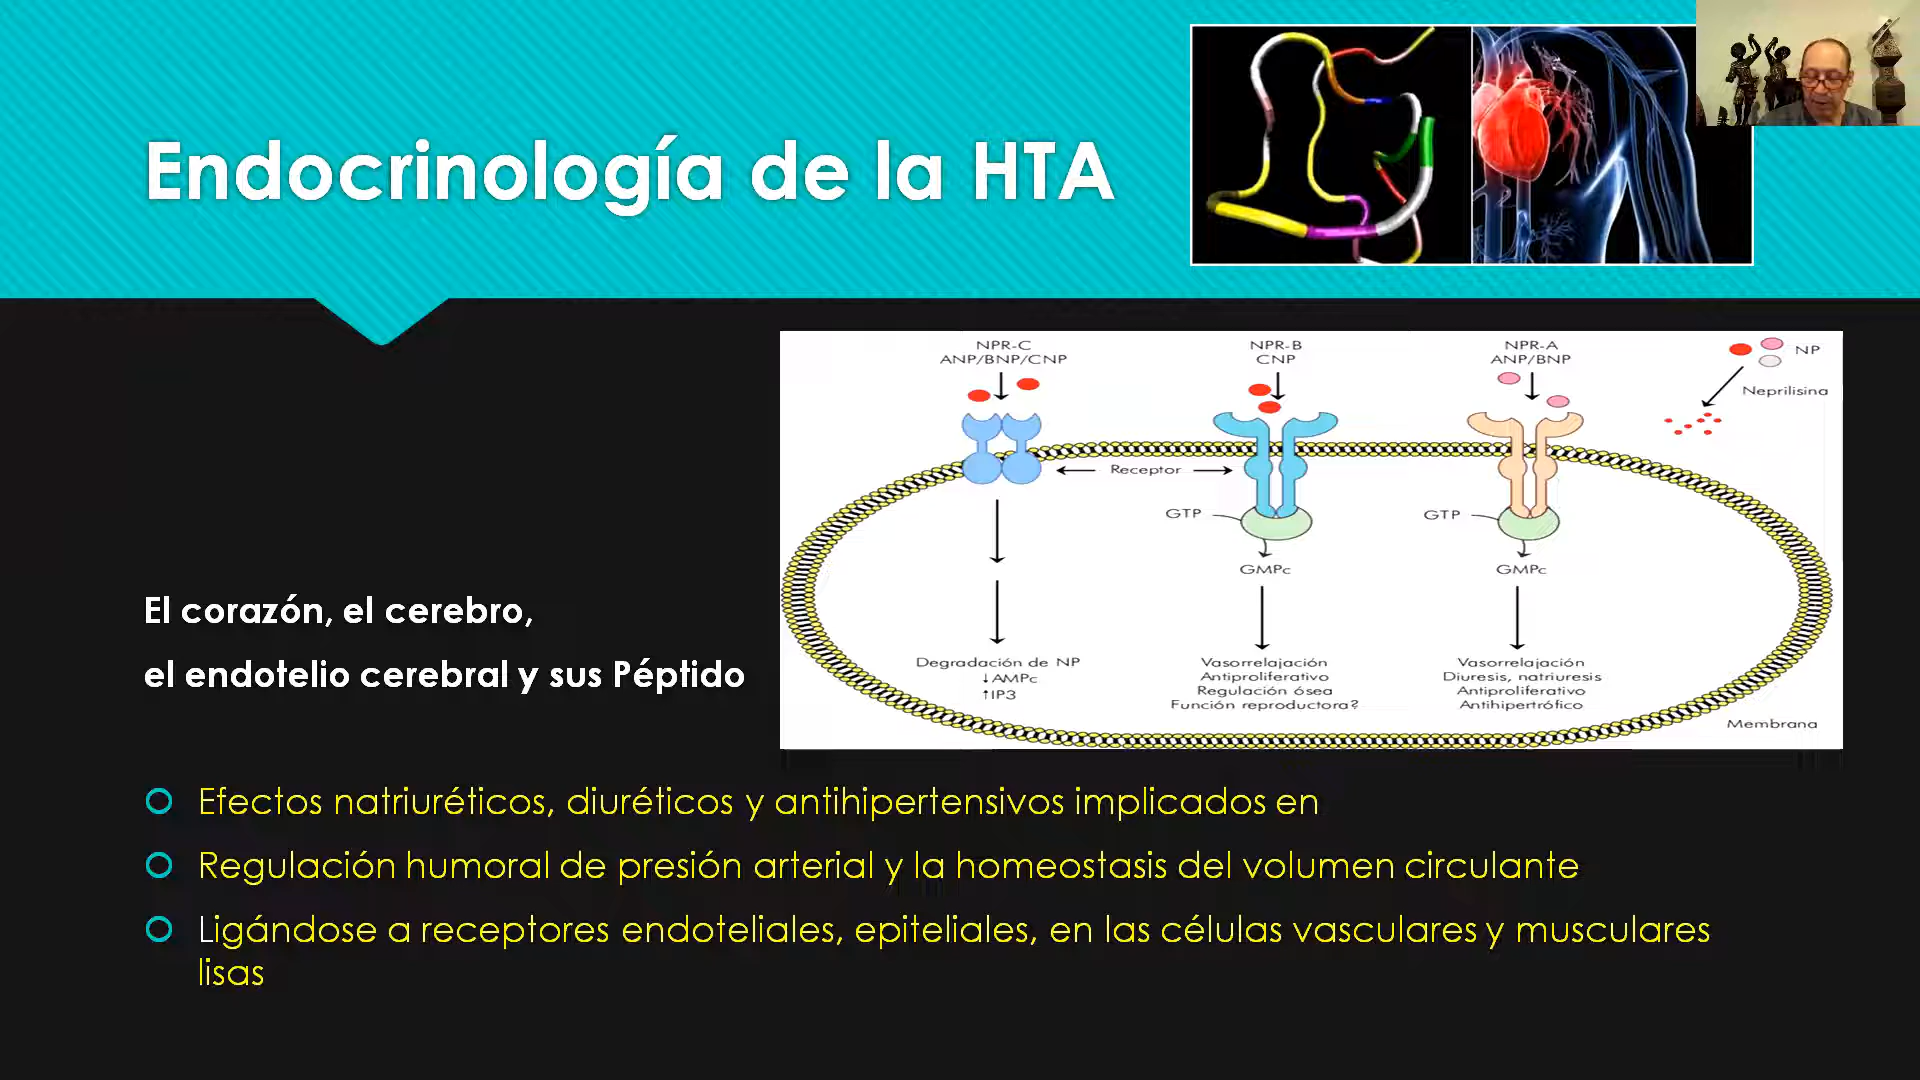 Endocrinología de la HTA
NPR-C
ANP/BNP/CNP
NPR-B
CNP
NPR-A
ANP/BNP
NP
Neprilisina
Receptor
GTP
GTP
GMPc
GMPc
Degradación de NP
↓AMPc
↑IP3
Vasorrelajación
Antiproliferativo
Regulación ósea
Función reproductora?
Vasorrelajación
Diuresis, natriuresis
Antiproliferativo
Antihipertrófico
Membrana
El corazón, el cerebro,
el endotelio cerebral y sus Péptido
Efectos natriuréticos, diuréticos y antihipertensivos implicados en
Regulación humoral de presión arterial y la homeostasis del volumen circulante
Ligándose a receptores endoteliales, epiteliales, en las células vasculares y musculares
lisas